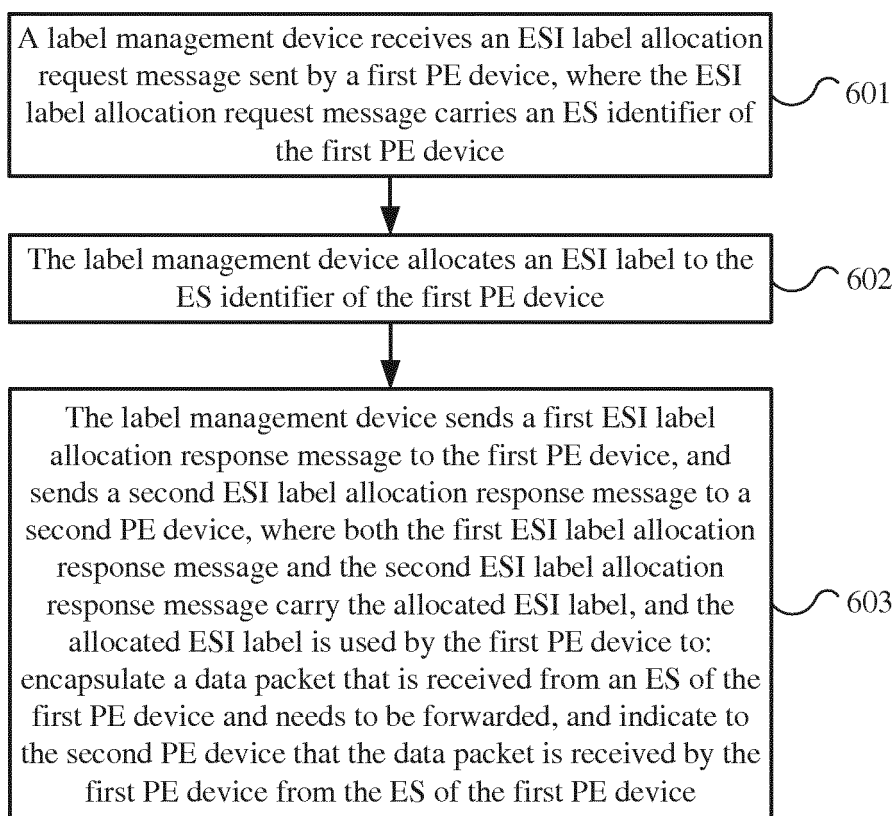 A label management device receives an ESI label allocation
request message sent by a first PE device, where the ESI
label allocation request message carries an ES identifier of
the first PE device
601
The label management device allocates an ESI label to the
ES identifier of the first PE device
602
The label management device sends a first ESI label
allocation response message to the first PE device, and
sends a second ESI label allocation response message to a
second PE device, where both the first ESI label allocation
response message and the second ESI label allocation
response message carry the allocated ESI label, and the
allocated ESI label is used by the first PE device to:
encapsulate a data packet that is received from an ES of the
first PE device and needs to be forwarded, and indicate to
the second PE device that the data packet is received by the
first PE device from the ES of the first PE device
603